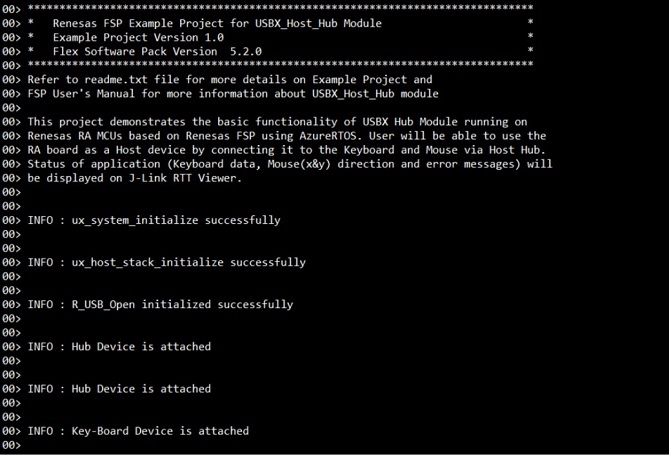 00> *******************************************************************************
00> *   Renesas FSP Example Project for USBX_Host_Hub Module                       *
00> *   Example Project Version 1.0                                                *
00> *   Flex Software Pack Version  5.2.0                                          *
00> *******************************************************************************
00> Refer to readme.txt file for more details on Example Project and
00> FSP User's Manual for more information about USBX_Host_Hub module
00>
00> This project demonstrates the basic functionality of USBX Hub Module running on
00> Renesas RA MCUs based on Renesas FSP using AzureRTOS. User will be able to use the
00> RA board as a Host device by connecting it to the Keyboard and Mouse via Host Hub.
00> Status of application (Keyboard data, Mouse(x&y) direction and error messages) will
00> be displayed on J-Link RTT Viewer.
00>
00>
00> INFO : ux_system_initialize successfully
00>
00>
00> INFO : ux_host_stack_initialize successfully
00>
00>
00> INFO : R_USB_Open initialized successfully
00>
00>
00> INFO : Hub Device is attached
00>
00>
00> INFO : Hub Device is attached
00>
00>
00> INFO : Key-Board Device is attached
00>